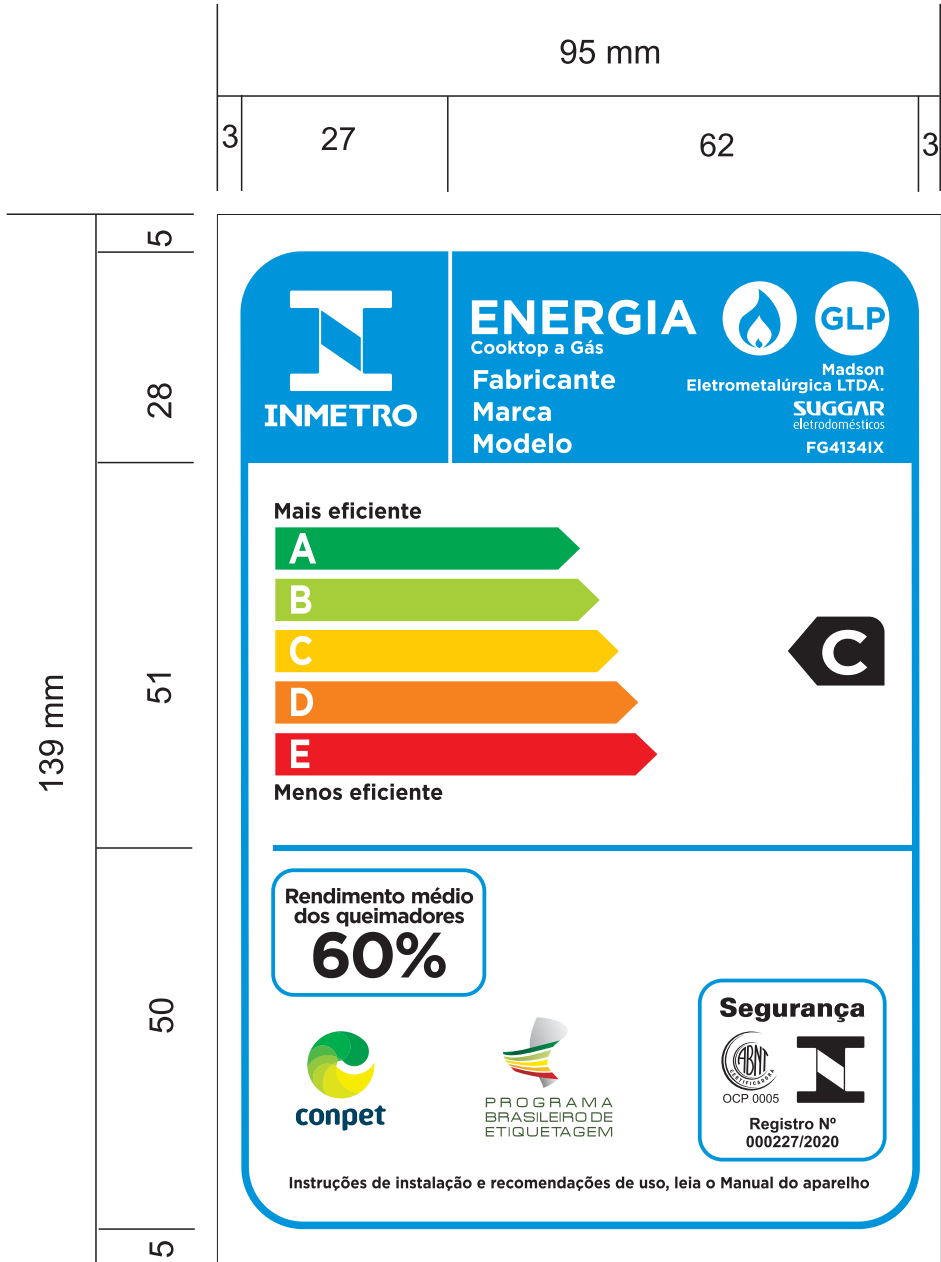 95 mm
3
27
62
3
5
28
51
50
5
139 mm
INMETRO
ENERGIA
GLP
Cooktop a Gás
Fabricante
Madson
Eletrometalúrgica LTDA.
Marca
SUGGAR
eletrodomésticos
Modelo
FG4134IX
Mais eficiente
A
B
C
D
E
Menos eficiente
C
Rendimento médio
dos queimadores
60%
conpet
PROGRAMA
BRASILEIRO DE
ETIQUETAGEM
Segurança
ABNT
CERTIFICADORA
OCP 0005
Registro Nº
000227/2020
Instruções de instalação e recomendações de uso, leia o Manual do aparelho